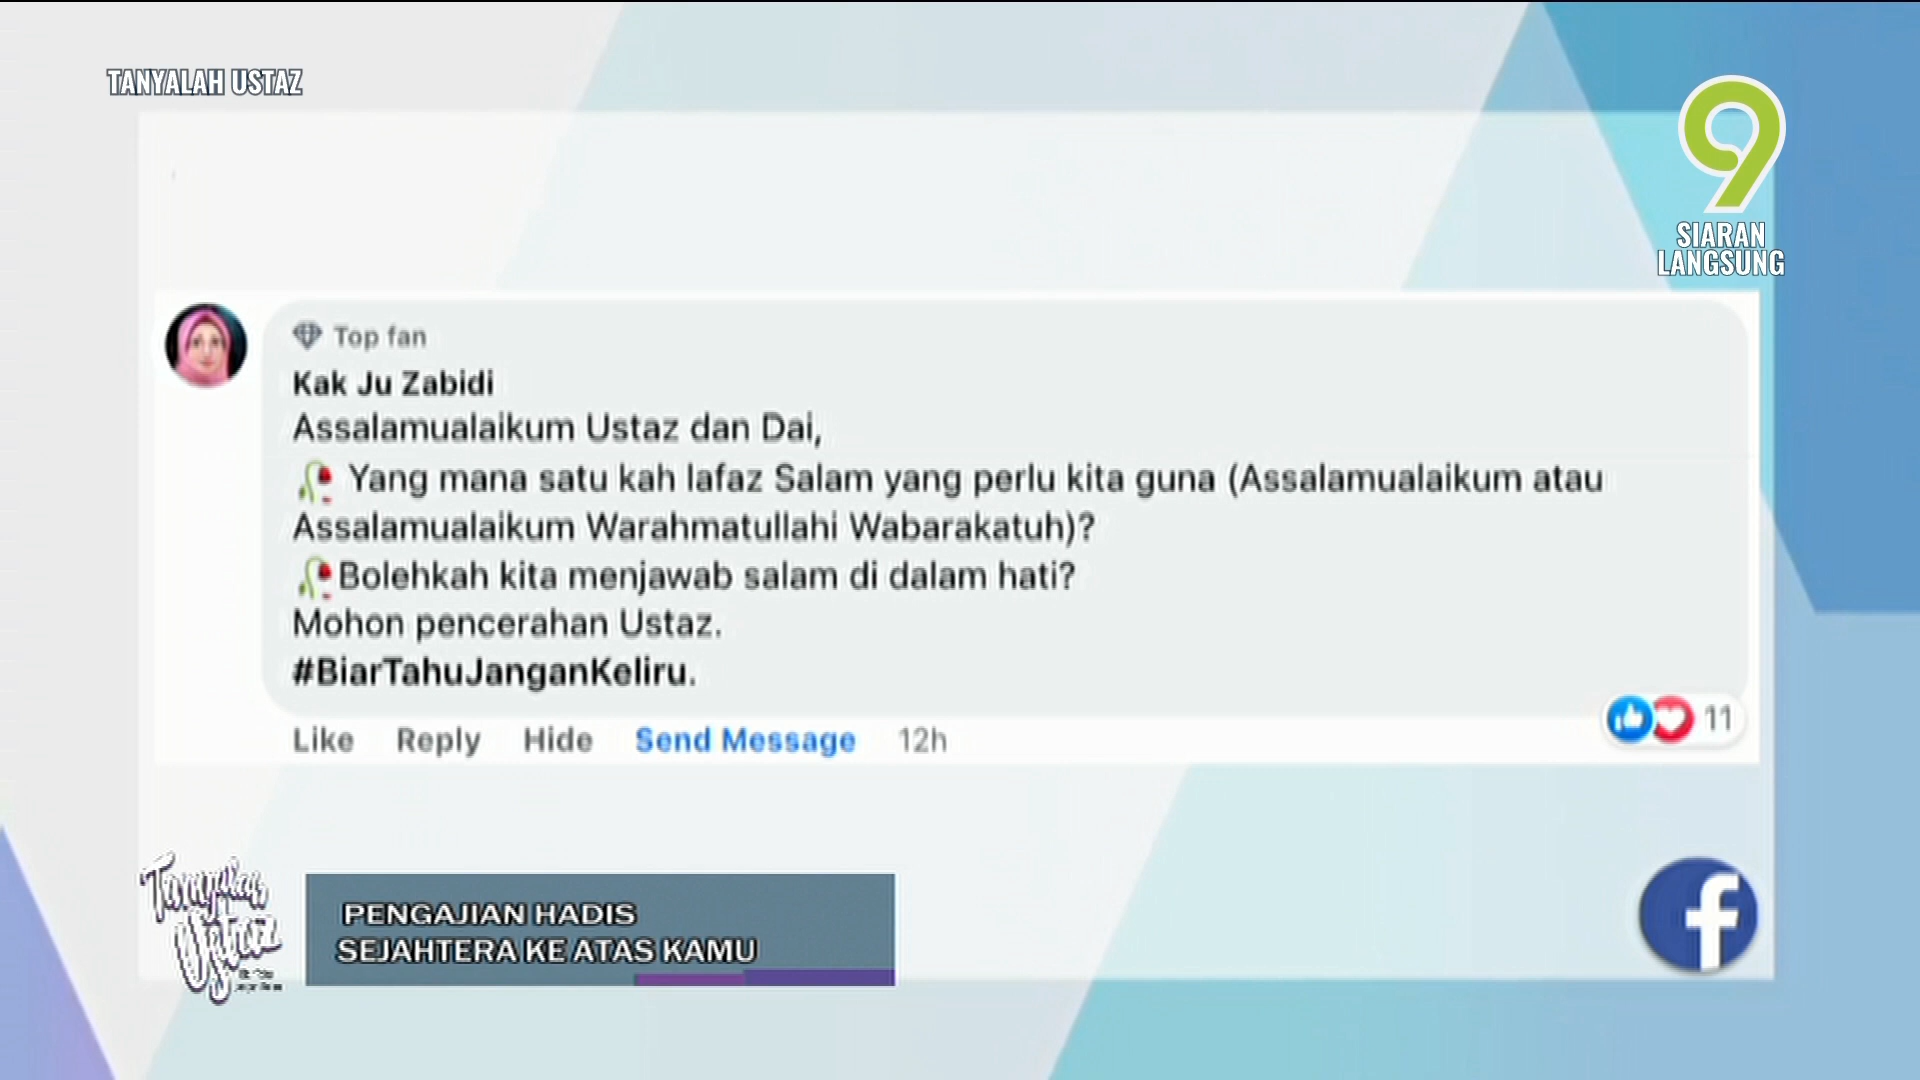 TANYALAH USTAZ
9
SIARAN
LANGSUNG
Top fan
Kak Ju Zabidi
Assalamualaikum Ustaz dan Dai,
🥀 Yang mana satu kah lafaz Salam yang perlu kita guna (Assalamualaikum atau
Assalamualaikum Warahmatullahi Wabarakatuh)?
🥀Bolehkah kita menjawab salam di dalam hati?
Mohon pencerahan Ustaz.
#BiarTahuJanganKeliru.
11
Like Reply Hide Send Message 12h
Tanyalah
Ustaz
PENGAJIAN HADIS
SEJAHTERA KE ATAS KAMU
f